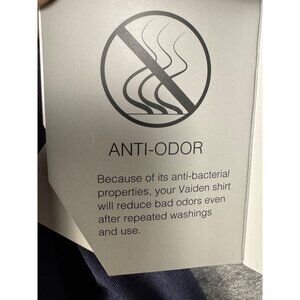 ANTI-ODOR
Because of its anti-bacterial
properties, your Vaiden shirt
will reduce bad odors even
after repeated washings
and use.